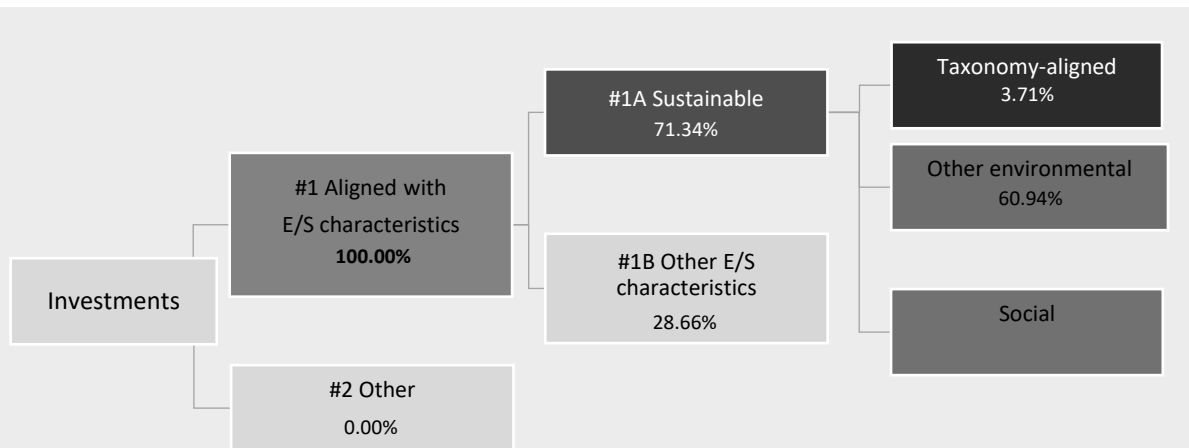 Investments
#1 Aligned with
E/S characteristics
100.00%
#2 Other
0.00%
#1A Sustainable
71.34%
#1B Other E/S
characteristics
28.66%
Taxonomy-aligned
3.71%
Other environmental
60.94%
Social